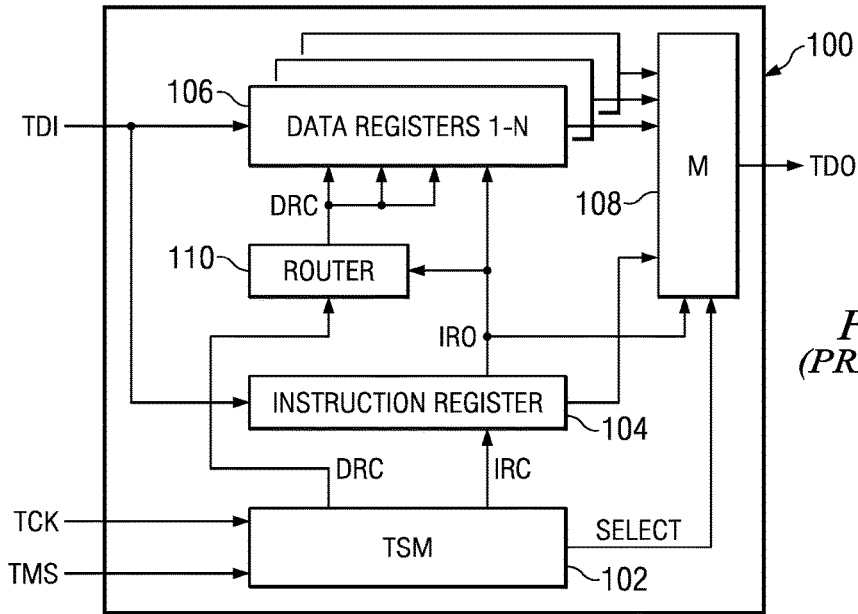 100
106
TDI
DATA REGISTERS 1-N
M
TDO
108
DRC
110
ROUTER
IRO
(PR
INSTRUCTION REGISTER
104
DRC
IRC
TCK
TSM
SELECT
TMS
102